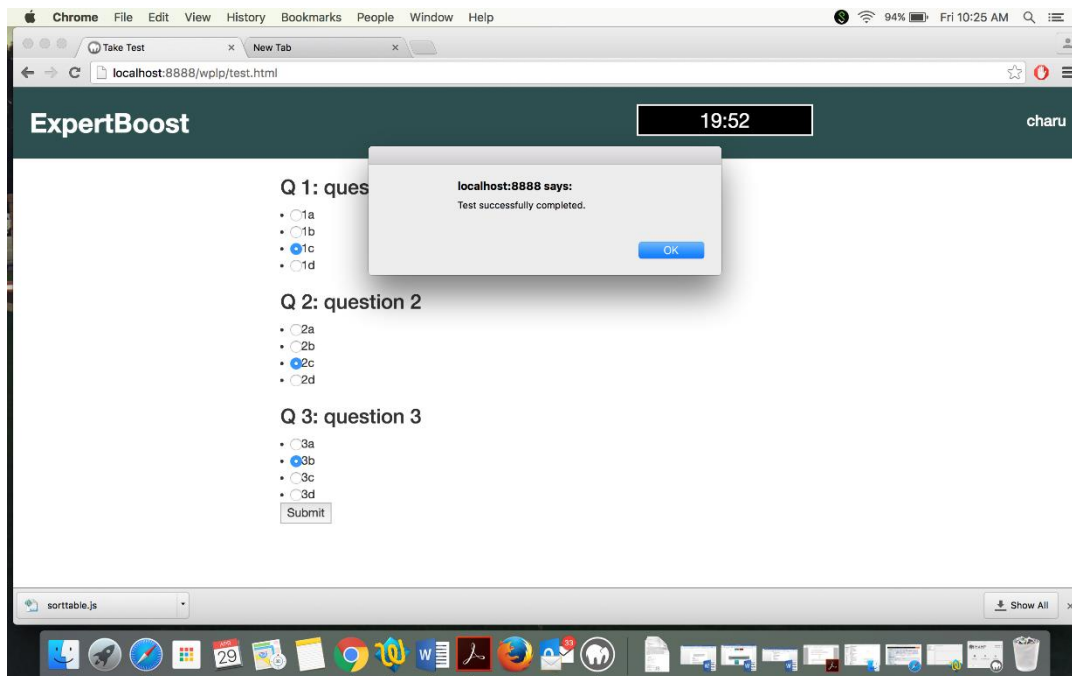 Chrome File Edit View History Bookmarks People Window Help 94% Fri 10:25 AM
Take Test New Tab
localhost:8888/wplp/test.html
ExpertBoost 19:52 charu
localhost:8888 says:
Test successfully completed.
OK
Q 1: ques
1a
1b
1c
1d
Q 2: question 2
2a
2b
2c
2d
Q 3: question 3
3a
3b
3c
3d
Submit
sorttable.js Show All
29
33